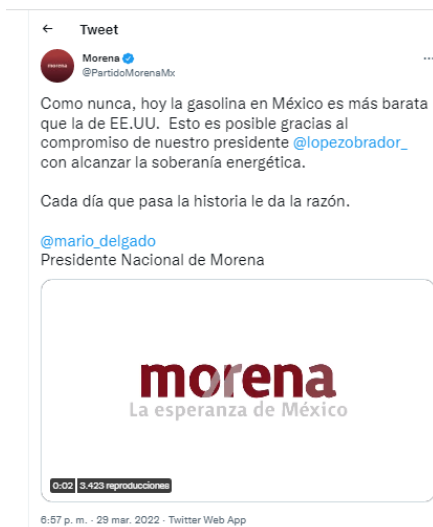 ← Tweet
morena
Morena
@PartidoMorenaMx
Como nunca, hoy la gasolina en México es más barata
que la de EE.UU.  Esto es posible gracias al
compromiso de nuestro presidente @lopezobrador_
con alcanzar la soberanía energética.
Cada día que pasa la historia le da la razón.
@mario_delgado
Presidente Nacional de Morena
morena
La esperanza de México
0:02 3.423 reproducciones
6:57 p. m. · 29 mar. 2022 · Twitter Web App